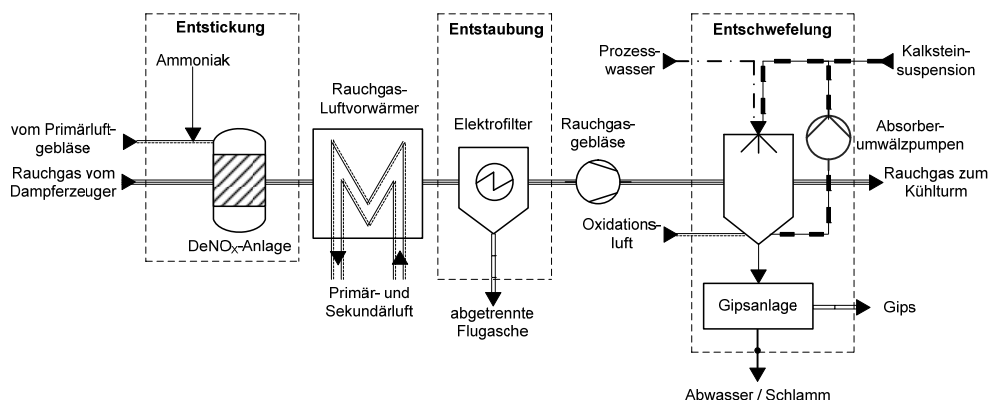 Entstickung
Entstaubung
Entschwefelung
Ammoniak
vom Primärluft-
gebläse
Rauchgas vom
Dampferzeuger
DeNOX-Anlage
Rauchgas-
Luftvorwärmer
Primär- und
Sekundärluft
Elektrofilter
abgetrennte
Flugasche
Rauchgas-
gebläse
Prozess-
wasser
Kalkstein-
suspension
Absorber-
umwälzpumpen
Rauchgas zum
Kühlturm
Oxidations-
luft
Gipsanlage
Gips
Abwasser / Schlamm